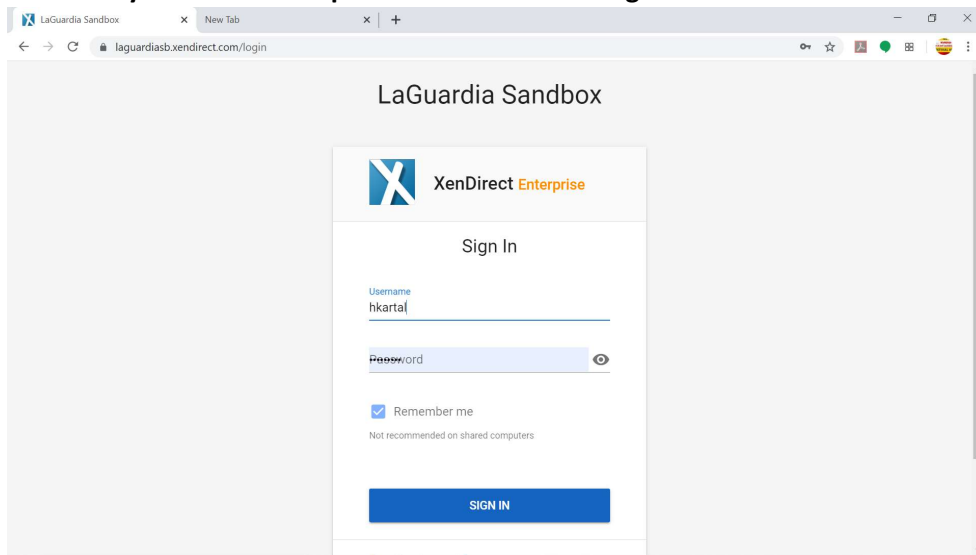 LaGuardia Sandbox
New Tab
laguardiasb.xendirect.com/login
LaGuardia Sandbox
XenDirect Enterprise
Sign In
Username
hkartal
Password
Remember me
Not recommended on shared computers
SIGN IN